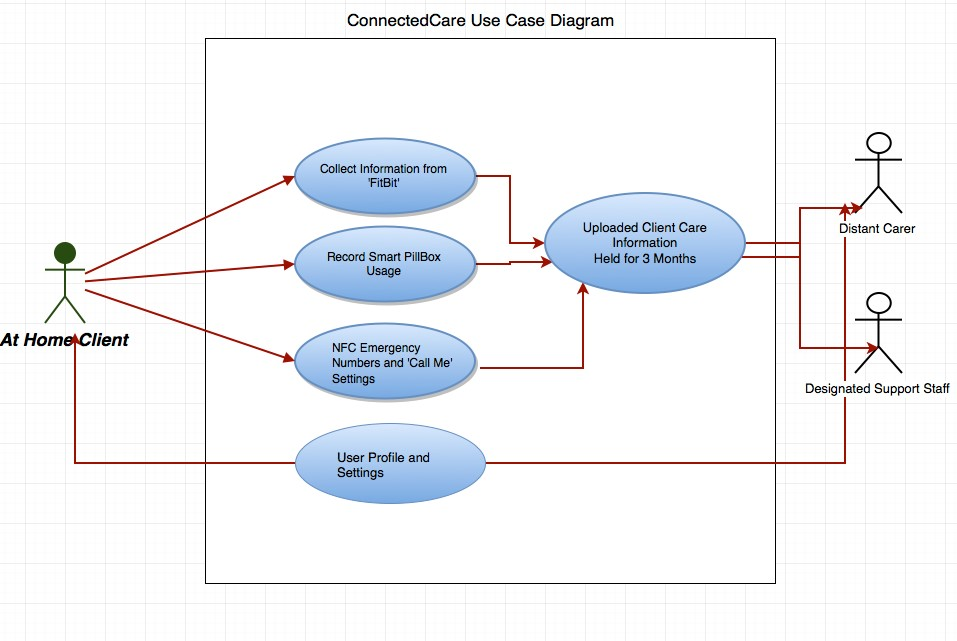 ConnectedCare Use Case Diagram
Collect Information from
'FitBit'
Record Smart PillBox
Usage
NFC Emergency
Numbers and 'Call Me'
Settings
User Profile and
Settings
Uploaded Client Care
Information
Held for 3 Months
At Home Client
Distant Carer
Designated Support Staff